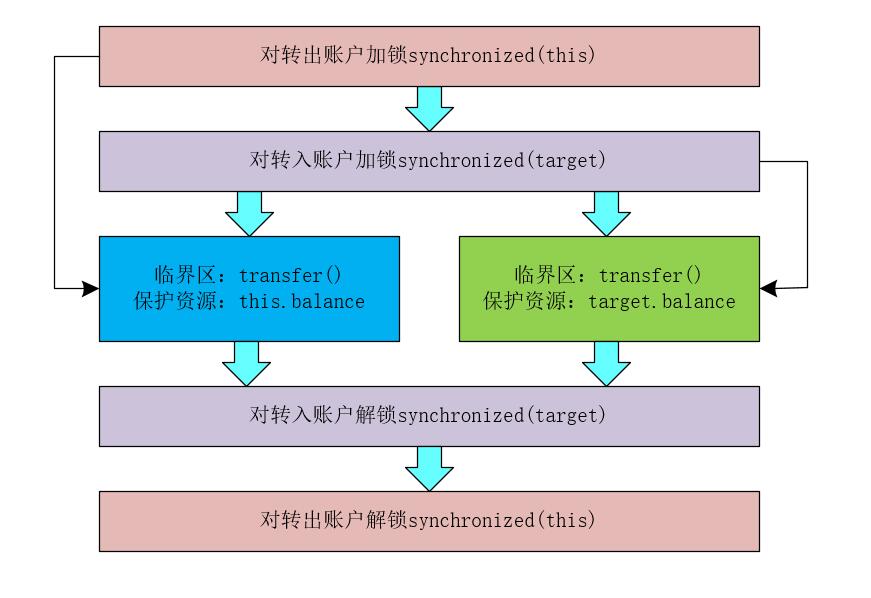 对转出账户加锁synchronized(this)
对转入账户加锁synchronized(target)
临界区：transfer()
保护资源：this.balance
临界区：transfer()
保护资源：target.balance
对转入账户解锁synchronized(target)
对转出账户解锁synchronized(this)